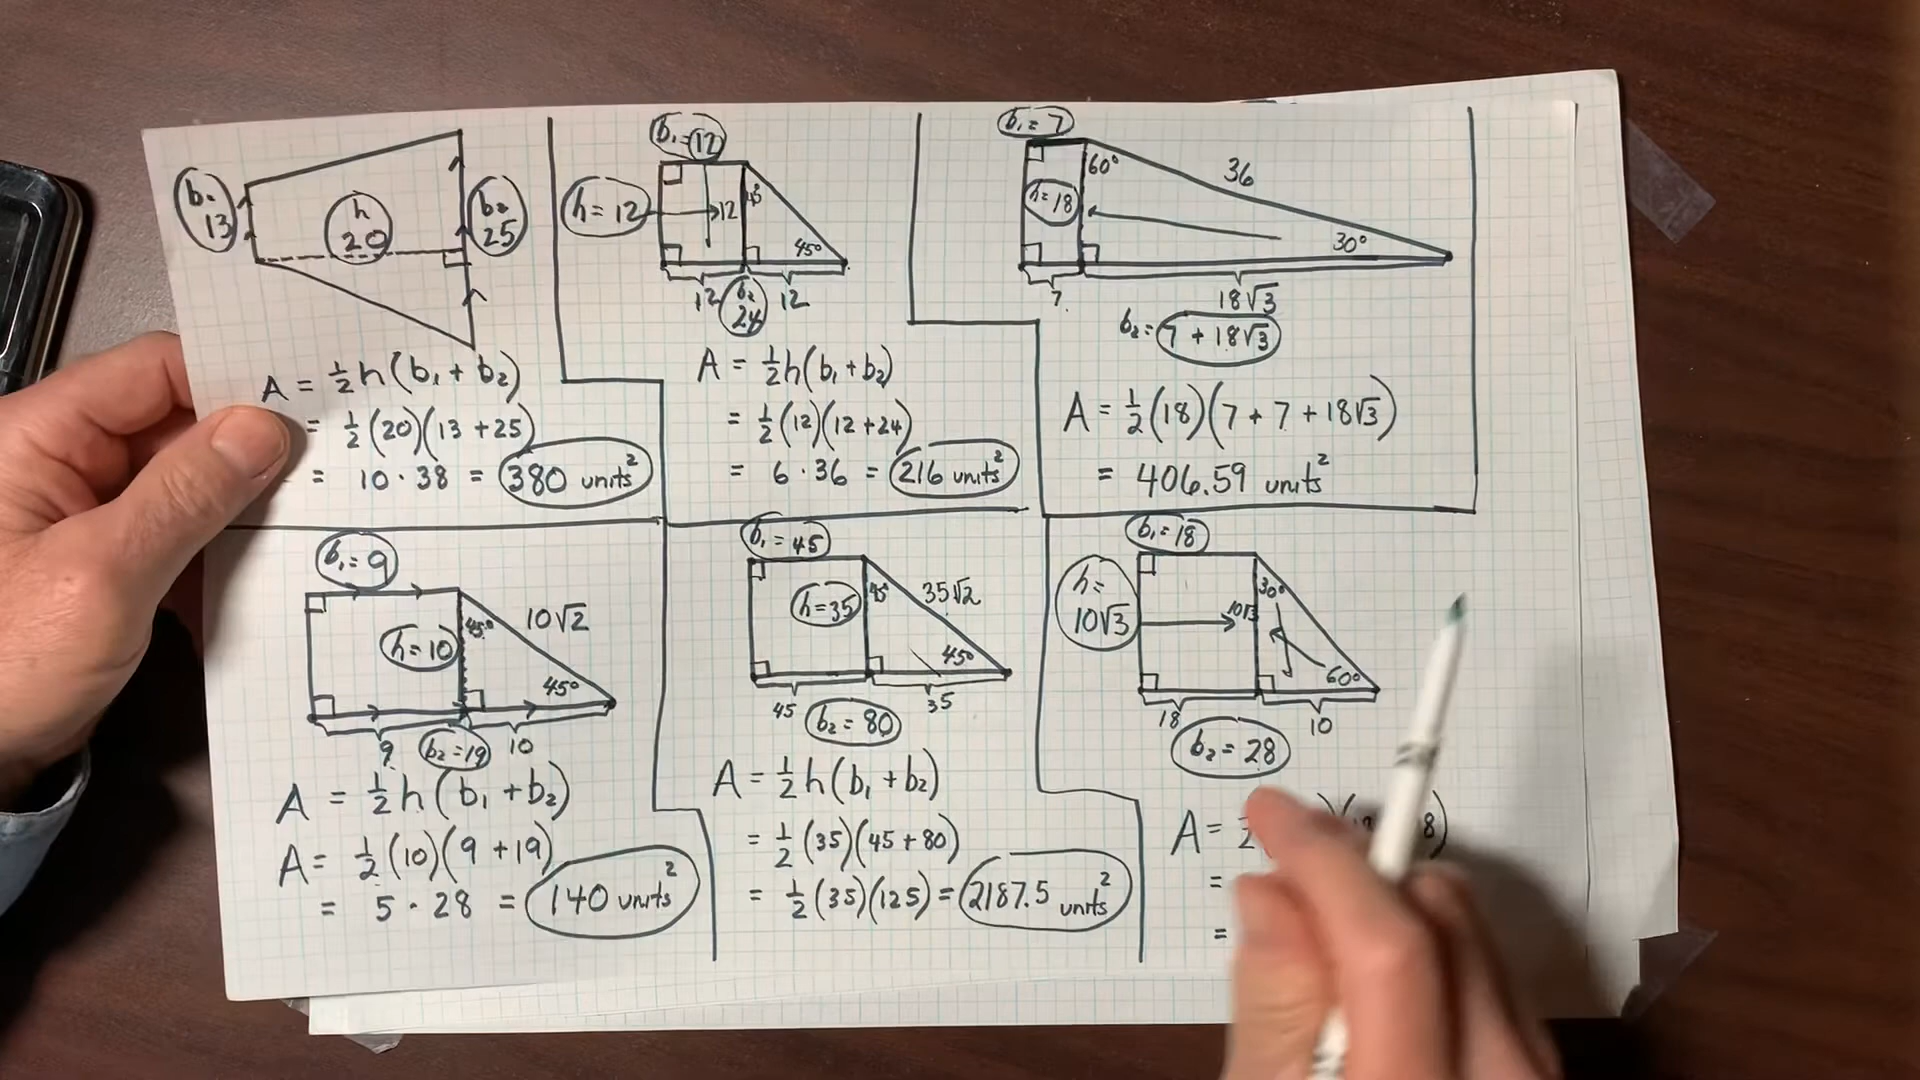 b₁ 13
h 20
b₂ 25
A = ½h(b₁ + b₂)
= ½(20)(13 + 25)
= 10 · 38 = 380 units²
b₁ = 12
h = 12
12
45°
45°
12
b₂ 24
12
A = ½h(b₁ + b₂)
= ½(12)(12 + 24)
= 6 · 36 = 216 units²
b₁ = 7
60°
36
h = 18
30°
7
18√3
b₂ = 7 + 18√3
A = ½(18)(7 + 7 + 18√3)
= 406.59 units²
b₁ = 9
45°
10√2
h = 10
45°
9
b₂ = 19
10
A = ½h(b₁ + b₂)
A = ½(10)(9 + 19)
= 5 · 28 = 140 units²
b₁ = 45
45°
35√2
h = 35
45°
45
35
b₂ = 80
A = ½h(b₁ + b₂)
= ½(35)(45 + 80)
= ½(35)(125) = 2187.5 units²
b₁ = 18
h = 10√3
30°
10√3
60°
18
10
b₂ = 28
A =
8)
=
=